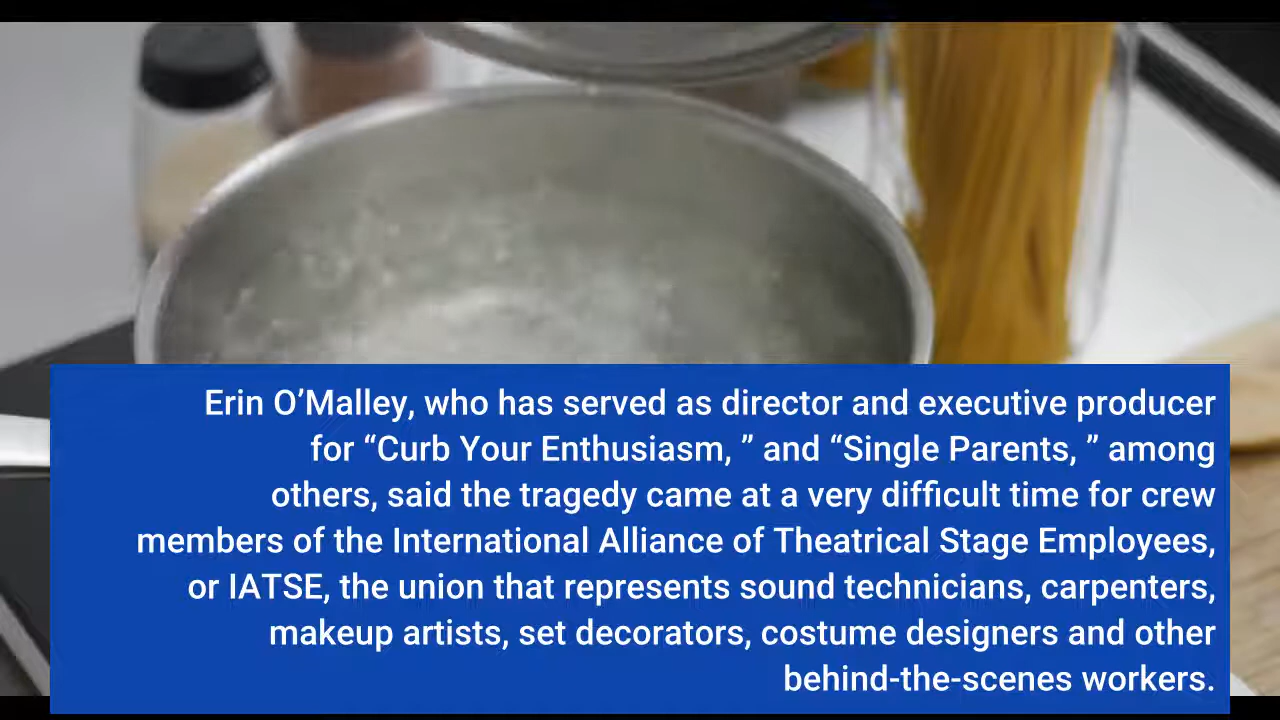 Erin O’Malley, who has served as director and executive producer
for “Curb Your Enthusiasm, ” and “Single Parents, ” among
others, said the tragedy came at a very difficult time for crew
members of the International Alliance of Theatrical Stage Employees,
or IATSE, the union that represents sound technicians, carpenters,
makeup artists, set decorators, costume designers and other
behind-the-scenes workers.